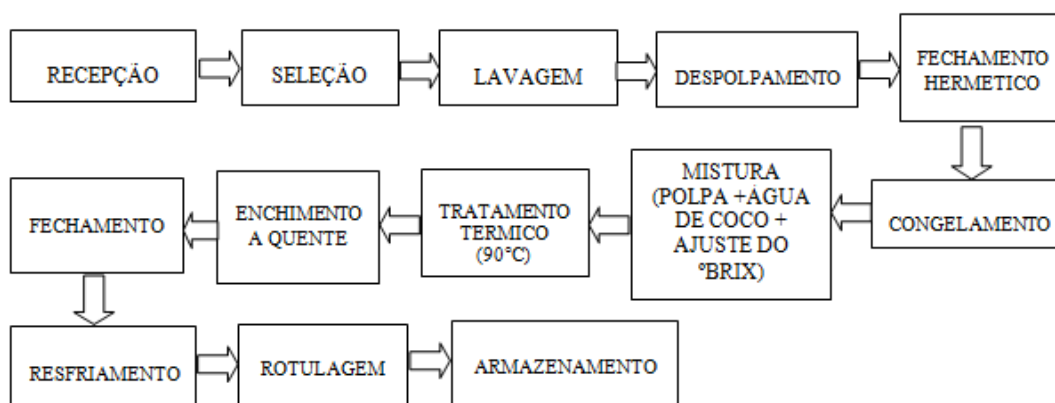 RECEPÇÃO
SELEÇÃO
LAVAGEM
DESPOLPAMENTO
FECHAMENTO
HERMETICO
CONGELAMENTO
MISTURA
(POLPA +ÁGUA
DE COCO +
AJUSTE DO
ºBRIX)
TRATAMENTO
TERMICO
(90°C)
ENCHIMENTO
A QUENTE
FECHAMENTO
RESFRIAMENTO
ROTULAGEM
ARMAZENAMENTO